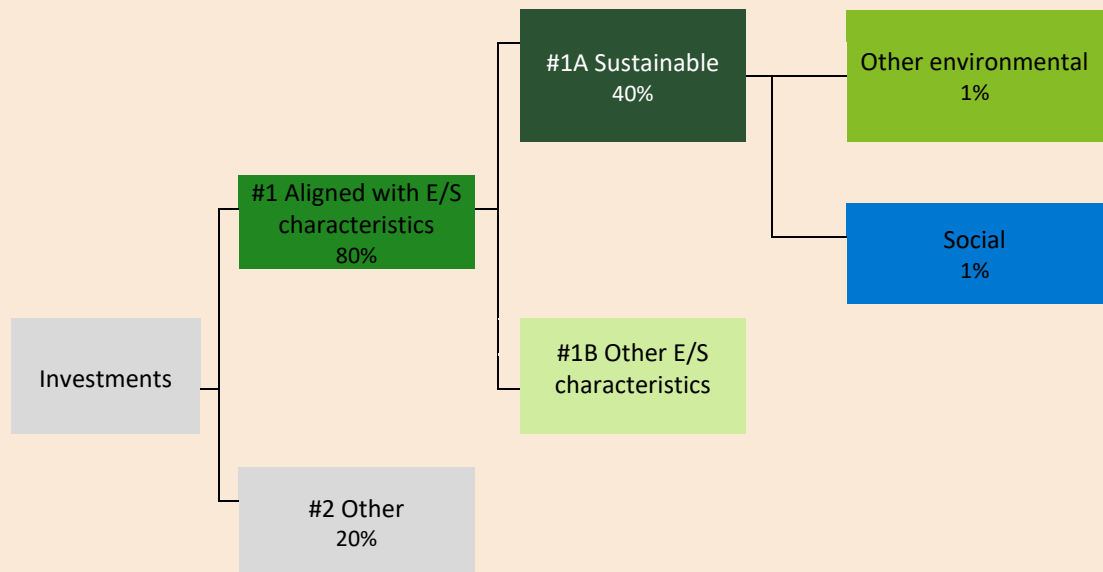 #1A Sustainable
40%
Other environmental
1%
#1 Aligned with E/S
characteristics
80%
Social
1%
Investments
#1B Other E/S
characteristics
#2 Other
20%